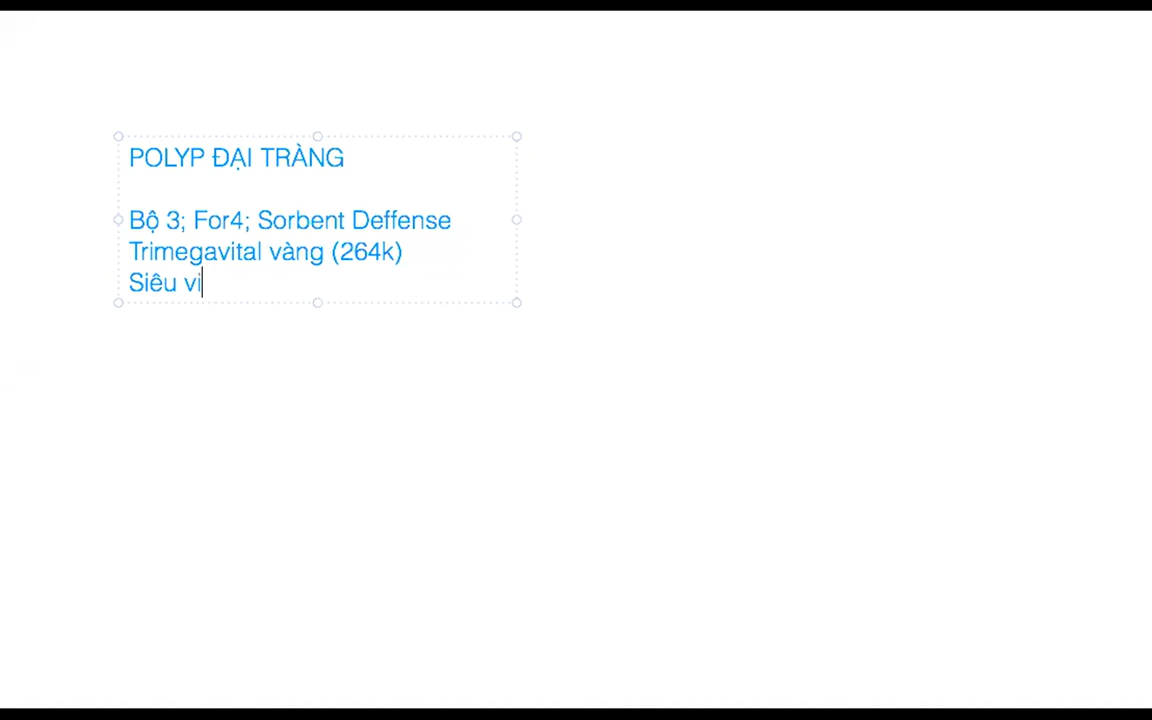 POLYP ĐẠI TRÀNG
Bộ 3; For4; Sorbent Deffense
Trimegavital vàng (264k)
Siêu vi